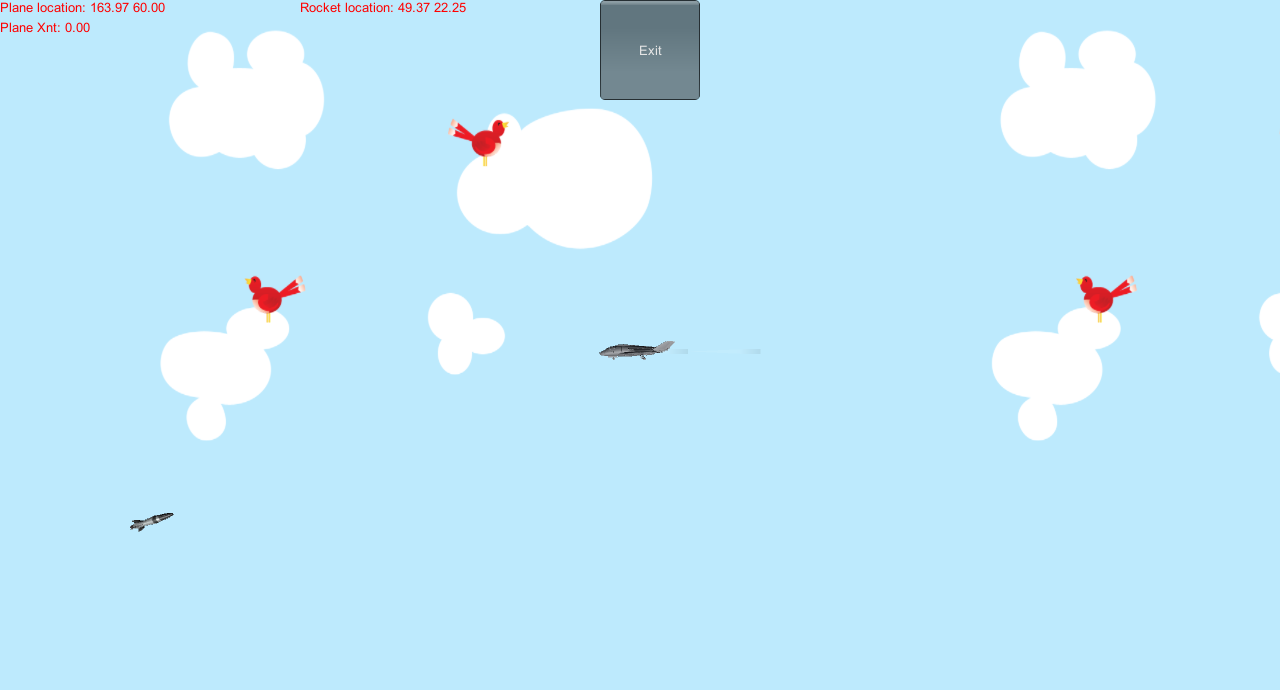 Plane location: 163.97 60.00
Rocket location: 49.37 22.25
Plane Xnt: 0.00
Exit